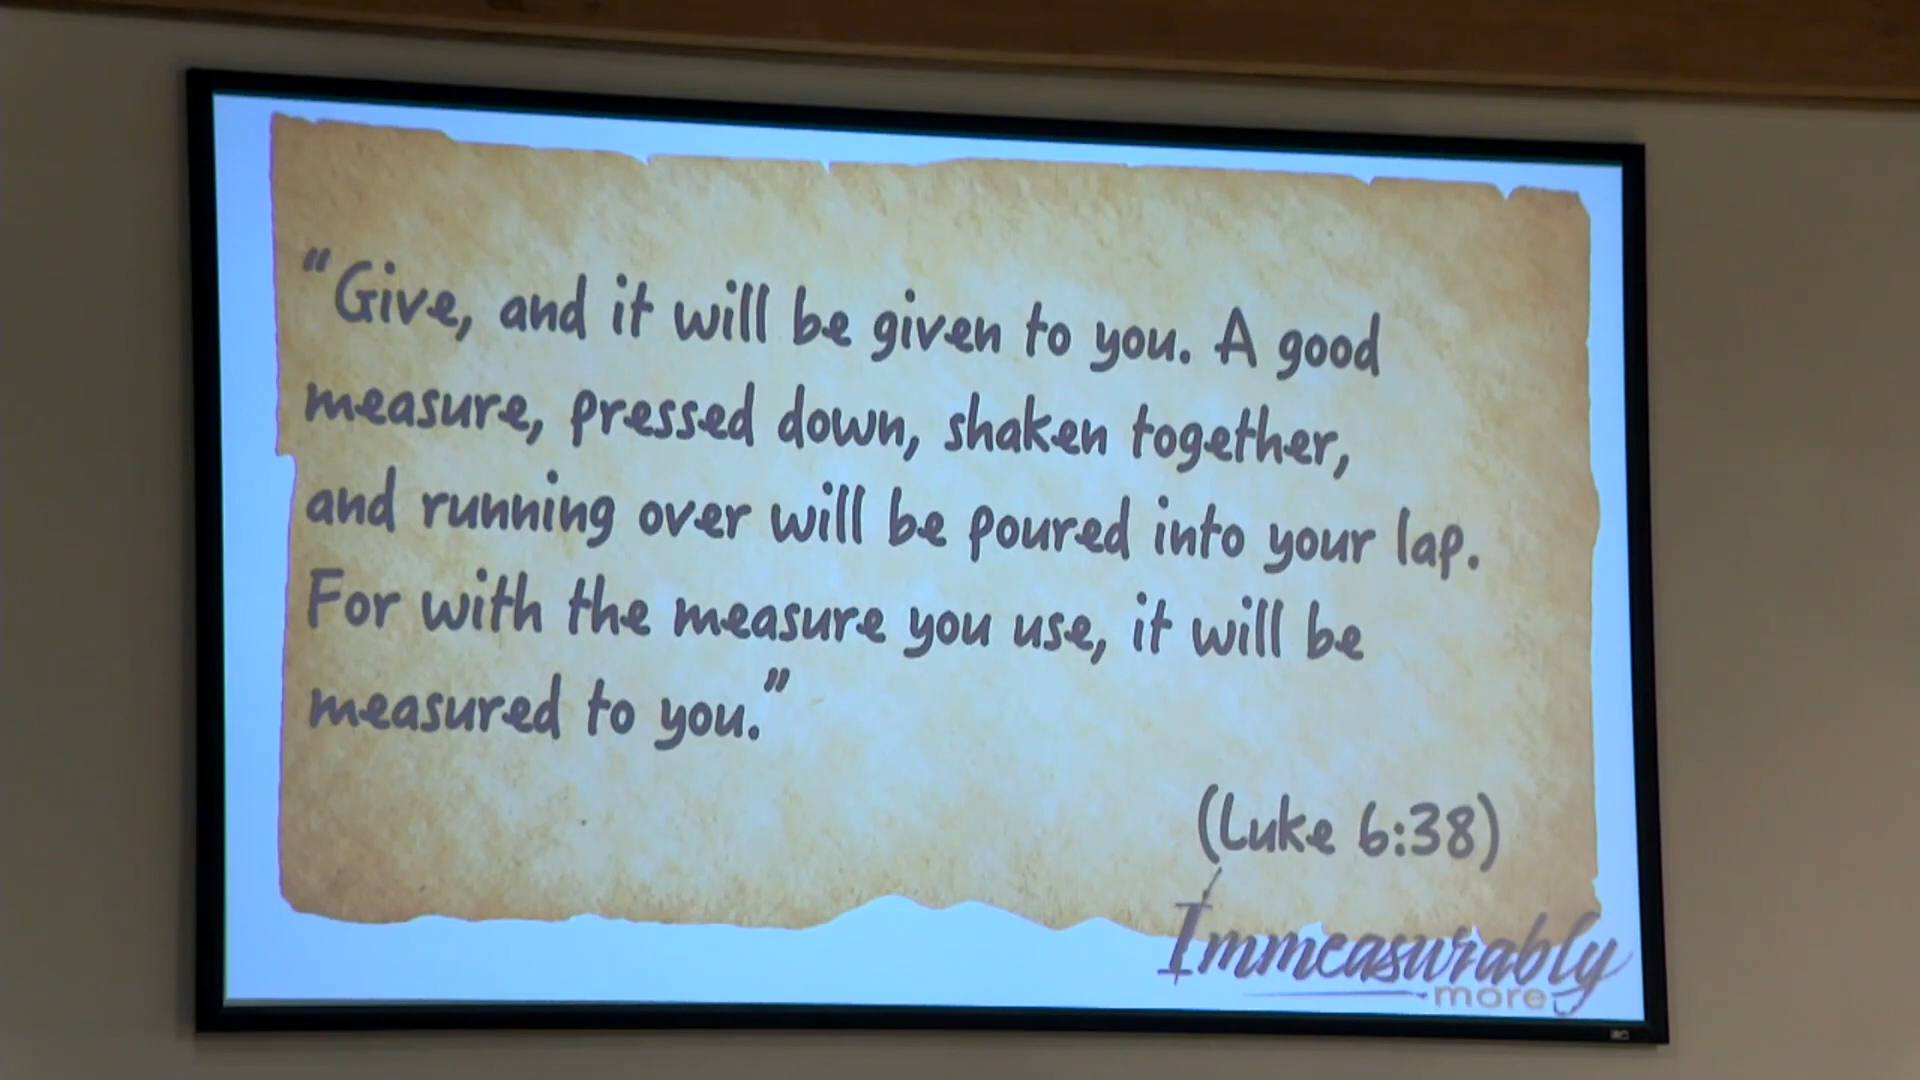 “Give, and it will be given to you. A good
measure, pressed down, shaken together,
and running over will be poured into your lap.
For with the measure you use, it will be
measured to you.”
(Luke 6:38)
Immeasurably
more